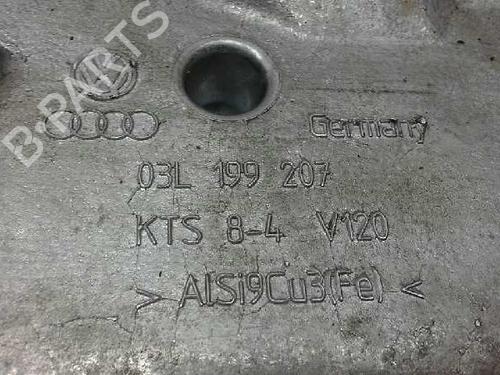 B-PARTS
Germany
03L 199 207
KTS 8-4 V120
> AlSi9Cu3(Fe) <